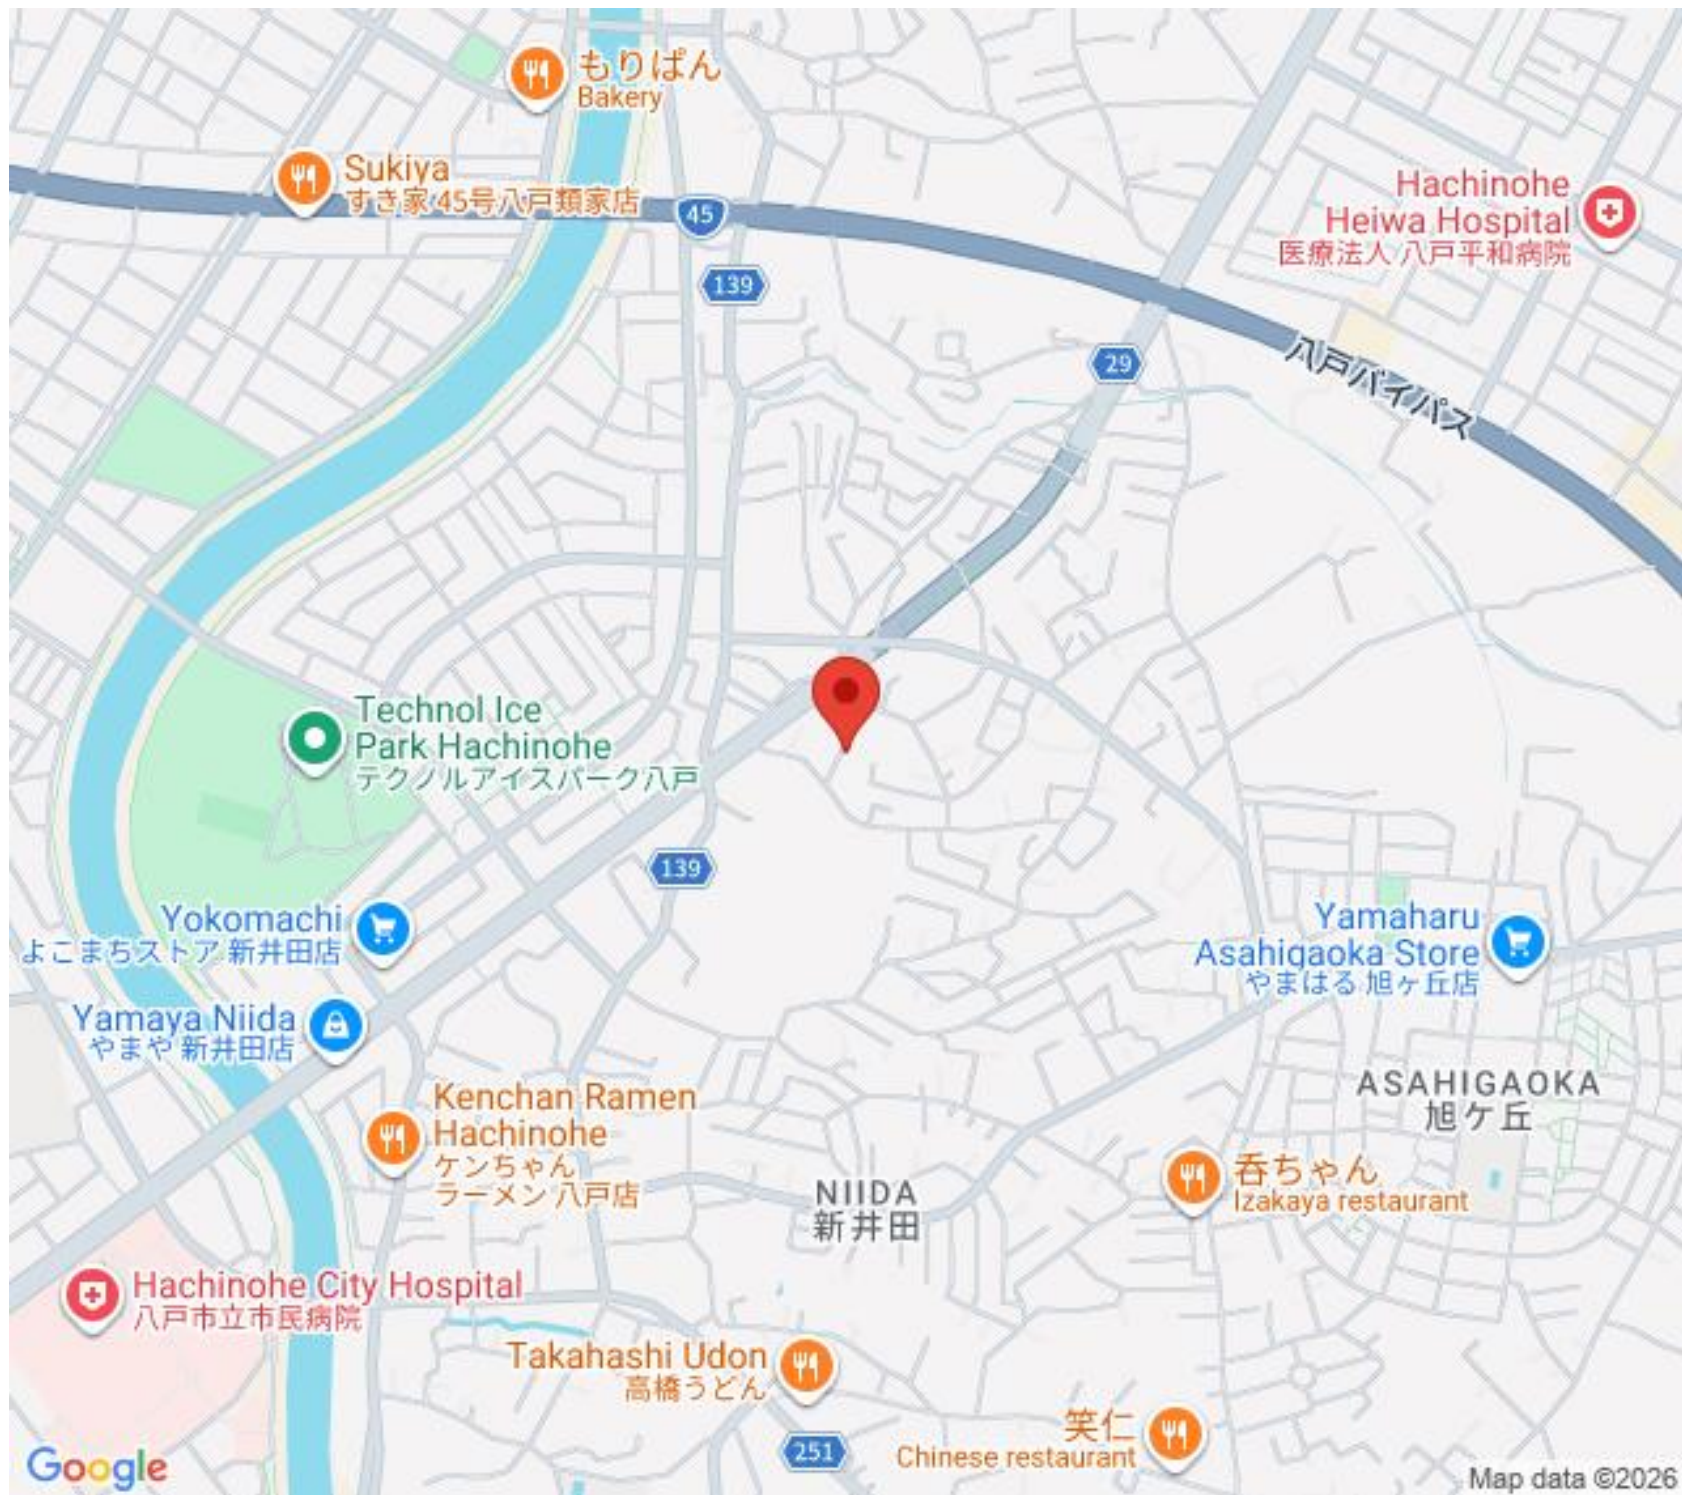 もりぱん
Bakery
Sukiya
すき家 45号八戸類家店
45
Hachinohe
Heiwa Hospital
医療法人 八戸平和病院
139
29
八戸バイパス
Technol Ice
Park Hachinohe
テクノルアイスパーク八戸
139
Yokomachi
よこまちストア 新井田店
Yamaharu
Asahigaoka Store
やまはる 旭ヶ丘店
Yamaya Niida
やまや 新井田店
ASAHIGAOKA
旭ケ丘
Kenchan Ramen
Hachinohe
ケンちゃん
ラーメン 八戸店
呑ちゃん
Izakaya restaurant
NIIDA
新井田
Hachinohe City Hospital
八戸市立市民病院
Takahashi Udon
高橋うどん
笑仁
Chinese restaurant
251
Google
Map data ©2026